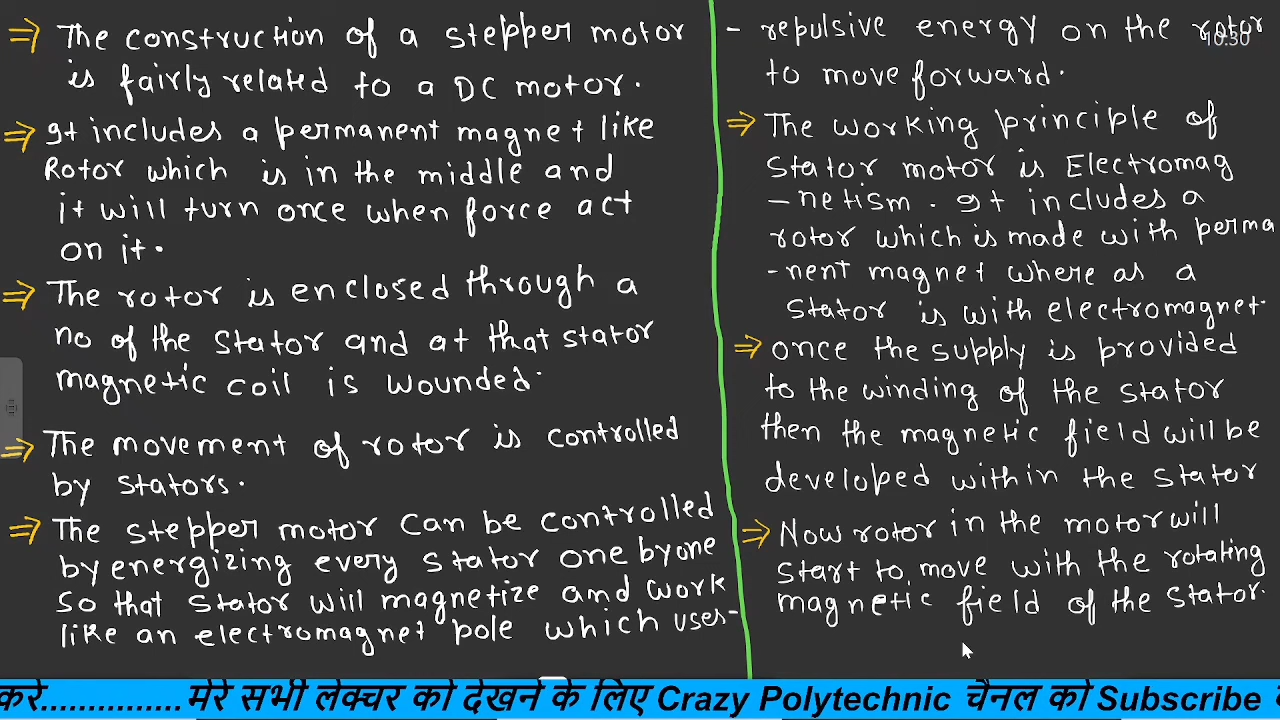 ⇒ The construction of a stepper motor
is fairly related to a DC motor.
⇒ It includes a permanent magnet like
Rotor which is in the middle and
it will turn once when force act
on it.
⇒ The rotor is enclosed through a
no of the stator and at that stator
magnetic coil is wounded.
⇒ The movement of rotor is controlled
by stators.
⇒ The stepper motor can be controlled
by energizing every stator one by one
so that stator will magnetize and work
like an electromagnet pole which uses-
- repulsive energy on the rotor
10:30
to move forward.
⇒ The working principle of
stator motor is Electromag
-netism. It includes a
rotor which is made with perma
-nent magnet where as a
stator is with electromagnet.
⇒ once the supply is provided
to the winding of the stator
then the magnetic field will be
developed within the stator
⇒ Now rotor in the motor will
start to move with the rotating
magnetic field of the stator.
करे............... मेरे सभी लेक्चर को देखने के लिए Crazy Polytechnic चैनल को Subscribe